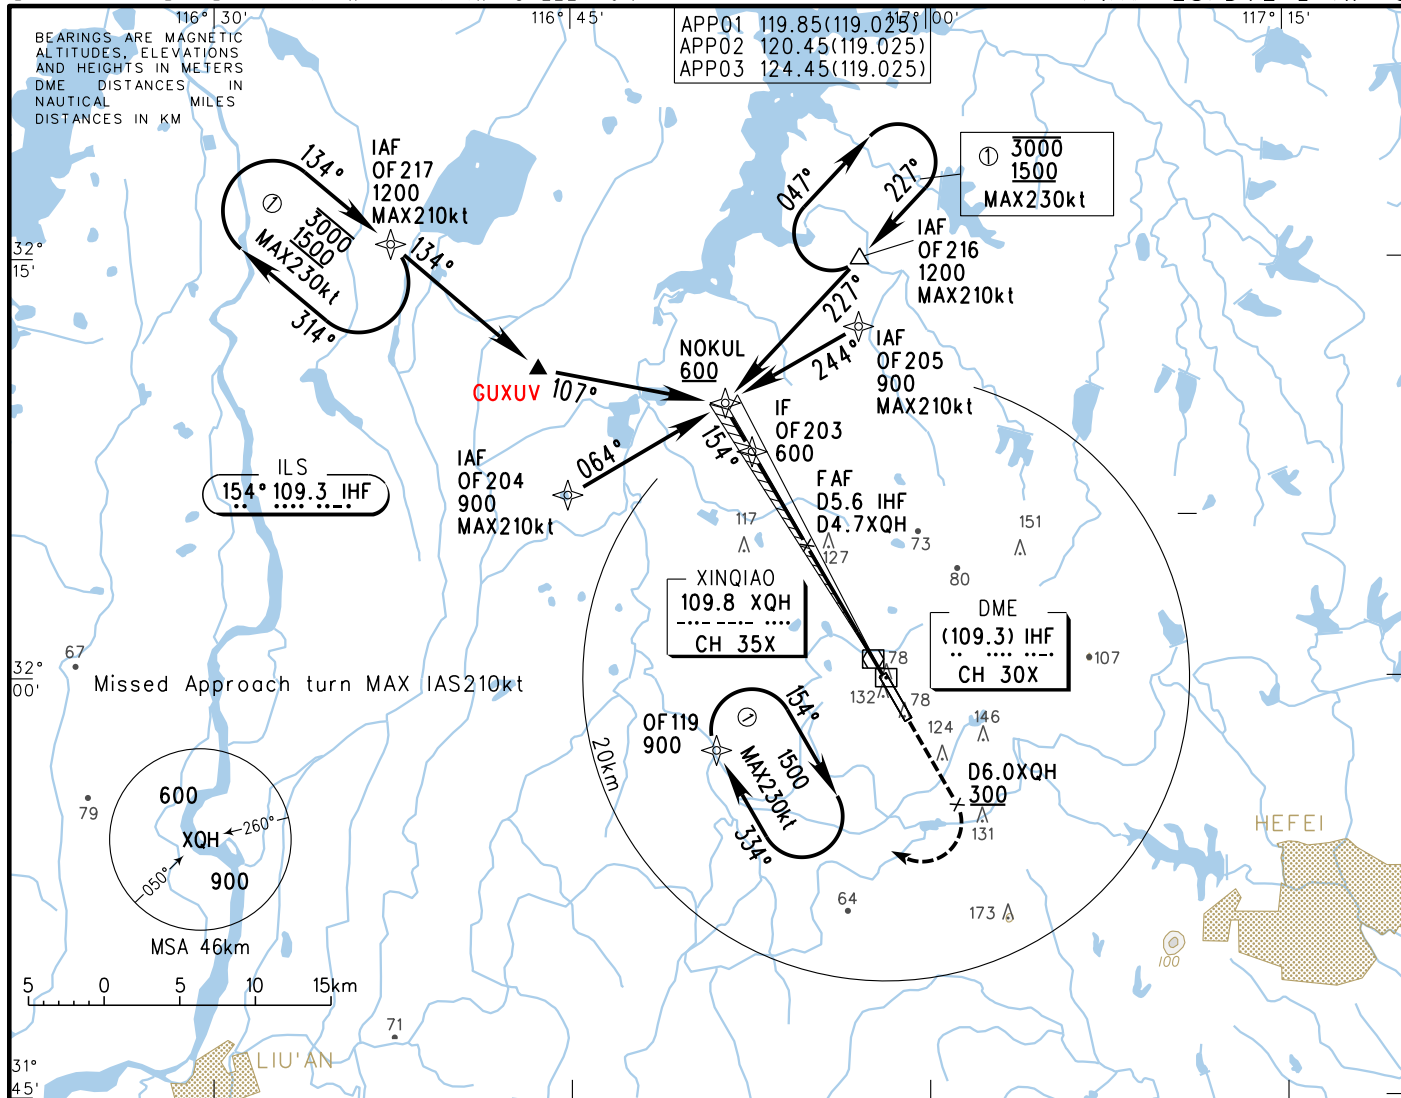 116° 30'
116° 45'
117° 00'
117° 15'
BEARINGS ARE MAGNETIC
ALTITUDES, ELEVATIONS
AND HEIGHTS IN METERS
DME DISTANCES IN
NAUTICAL MILES
DISTANCES IN KM
APP01 119.85(119.025)
APP02 120.45(119.025)
APP03 124.45(119.025)
IAF
OF217
1200
MAX210kt
134°
①
3000
1500
MAX230kt
314°
134°
047°
227°
① 3000
1500
MAX230kt
IAF
OF216
1200
MAX210kt
227°
32°
15'
244°
IAF
OF205
900
MAX210kt
NOKUL
600
GUXUV
107°
154°
IF
OF203
600
064°
IAF
OF204
900
MAX210kt
ILS
154° 109.3 IHF
FAF
D5.6 IHF
D4.7XQH
117
127
73
151
80
XINQIAO
109.8 XQH
CH 35X
DME
(109.3) IHF
CH 30X
107
78
132
78
67
32°
00'
Missed Approach turn MAX IAS210kt
OF119
900
①
154°
1500
MAX230kt
334°
20km
124
146
D6.0XQH
300
131
79
600
XQH
260°
050°
900
MSA 46km
HEFEI
64
173
100
5 0 5 10 15km
71
LIU'AN
31°
45'